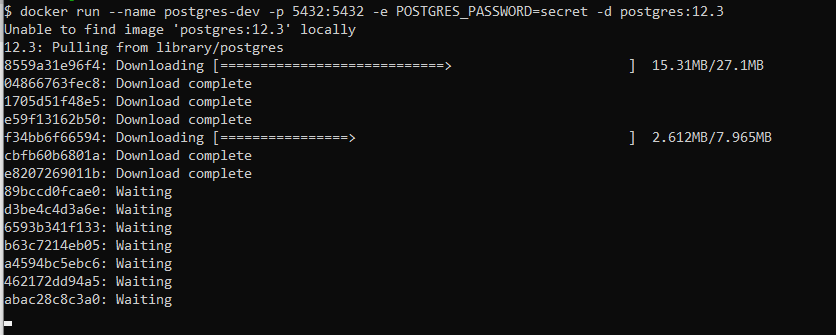 $ docker run --name postgres-dev -p 5432:5432 -e POSTGRES_PASSWORD=secret -d postgres:12.3
Unable to find image 'postgres:12.3' locally
12.3: Pulling from library/postgres
8559a31e96f4: Downloading [============================>                      ]  15.31MB/27.1MB
04866763fec8: Download complete
1705d51f48e5: Download complete
e59f13162b50: Download complete
f34bb6f66594: Downloading [================>                                  ]  2.612MB/7.965MB
cbfb60b6801a: Download complete
e8207269011b: Download complete
89bccd0fcae0: Waiting
d3be4c4d3a6e: Waiting
6593b341f133: Waiting
b63c7214eb05: Waiting
a4594bc5ebc6: Waiting
462172dd94a5: Waiting
abac28c8c3a0: Waiting